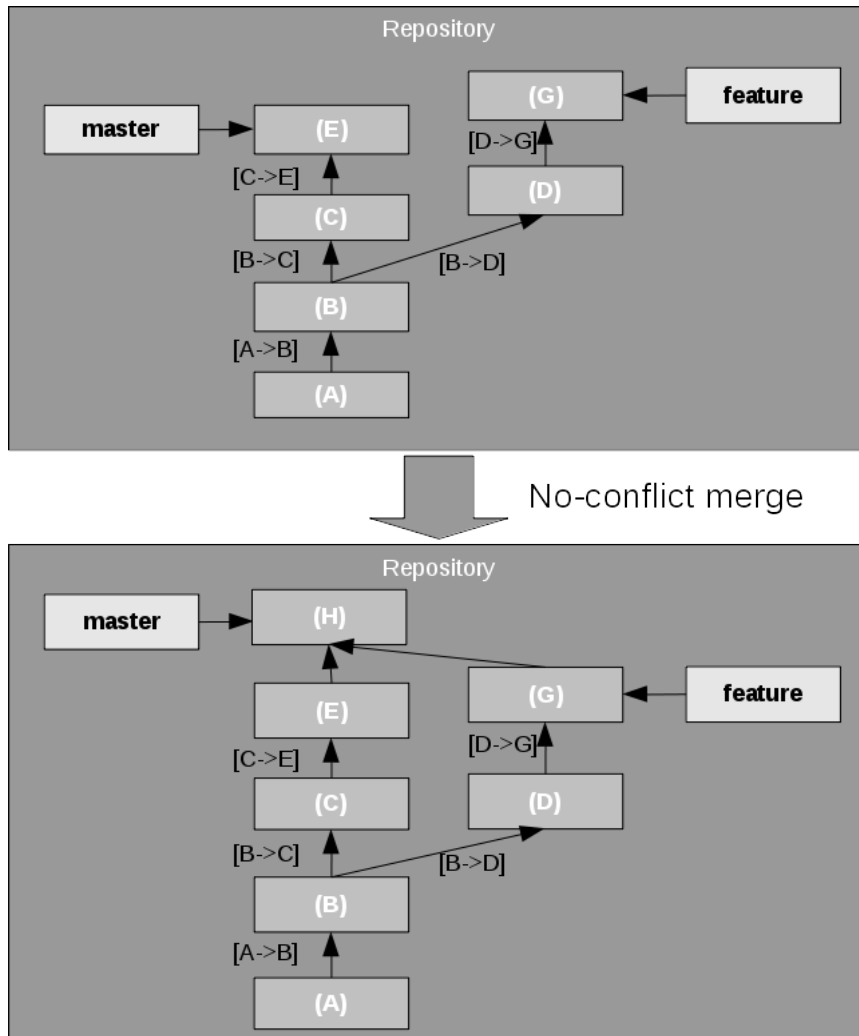 Repository
(G)
feature
master
(E)
[D->G]
[C->E]
(D)
(C)
[B->C]
[B->D]
(B)
[A->B]
(A)
No-conflict merge
Repository
(H)
master
(G)
feature
(E)
[D->G]
[C->E]
(C)
(D)
[B->C]
[B->D]
(B)
[A->B]
(A)